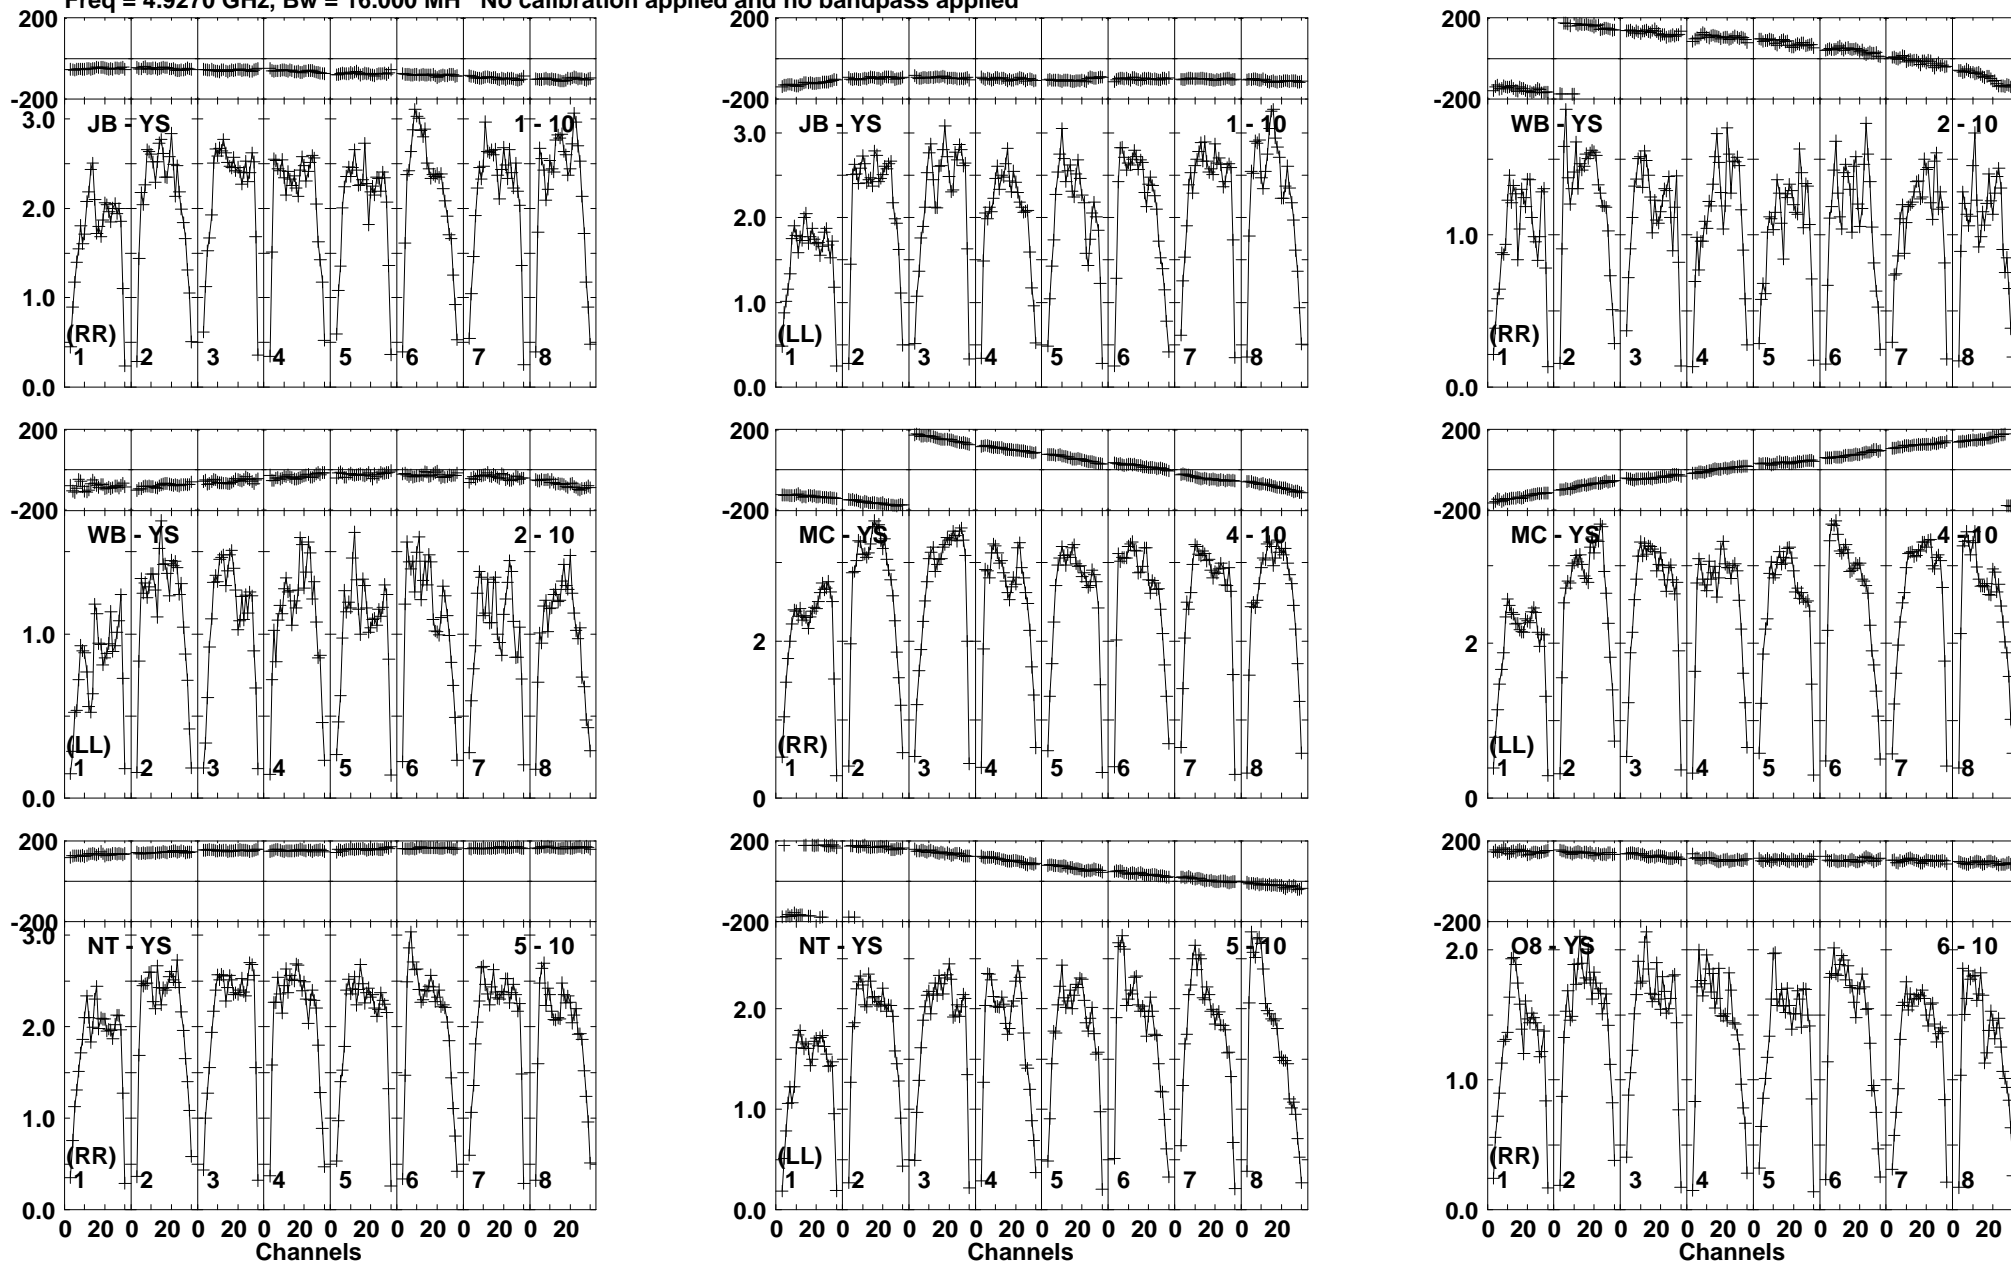 Freq = 4.9270 GHz, Bw = 16.000 MH No calibration applied and no bandpass applied
200 200 200
-200 -200 -200
3.0 JB - YS 1 - 10 3.0 JB - YS 1 - 10 WB - YS 2 - 10
2.0 2.0 1.0
1.0 1.0
(RR) (LL) (RR)
1 2 3 4 5 6 7 8 1 2 3 4 5 6 7 8 1 2 3 4 5 6 7 8
0.0 0.0 0.0
200 200 200
-200 -200 -200
WB - YS 2 - 10 MC - YS 4 - 10 MC - YS 4 - 10
1.0 2 2
(LL) (RR) (LL)
1 2 3 4 5 6 7 8 1 2 3 4 5 6 7 8 1 2 3 4 5 6 7 8
0.0 0 0
200 200 200
-200 -200 -200
3.0 NT - YS 5 - 10 NT - YS 5 - 10 2.0 O8 - YS 6 - 10
2.0 2.0
1.0 1.0 1.0
(RR) (LL) (RR)
1 2 3 4 5 6 7 8 1 2 3 4 5 6 7 8 1 2 3 4 5 6 7 8
0.0 0.0 0.0
0 20 0 20 0 20 0 20 0 20 0 20 0 20 0 20 0 20 0 20 0 20 0 20 0 20 0 20 0 20 0 20 0 20 0 20 0 20 0 20 0 20 0 20 0 20 0 20
Channels Channels Channels